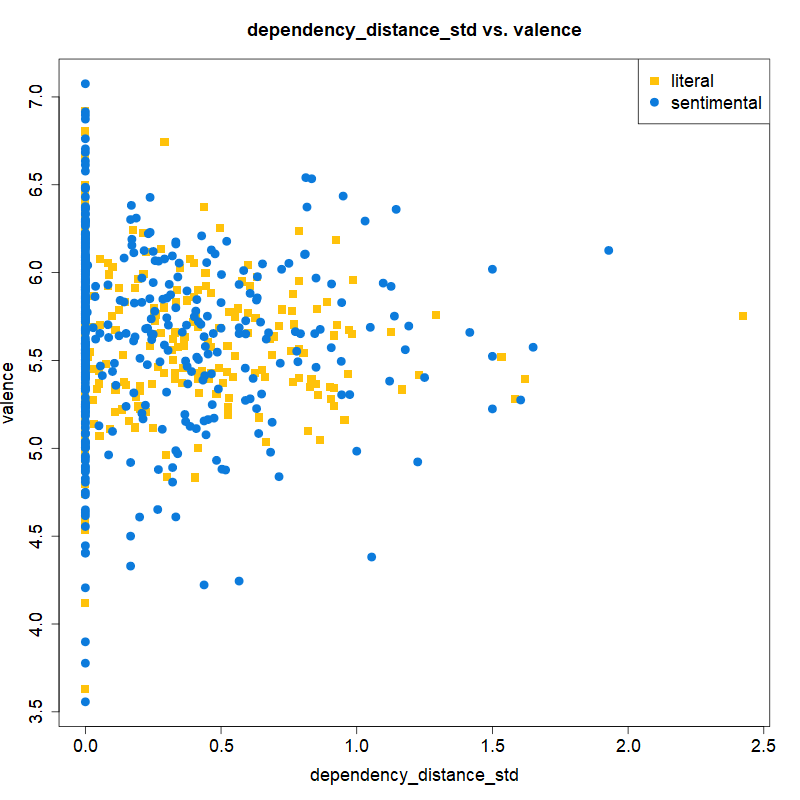 dependency_distance_std vs. valence
literal
sentimental
7.0
6.5
6.0
5.5
5.0
4.5
4.0
3.5
valence
0.0 0.5 1.0 1.5 2.0 2.5
dependency_distance_std